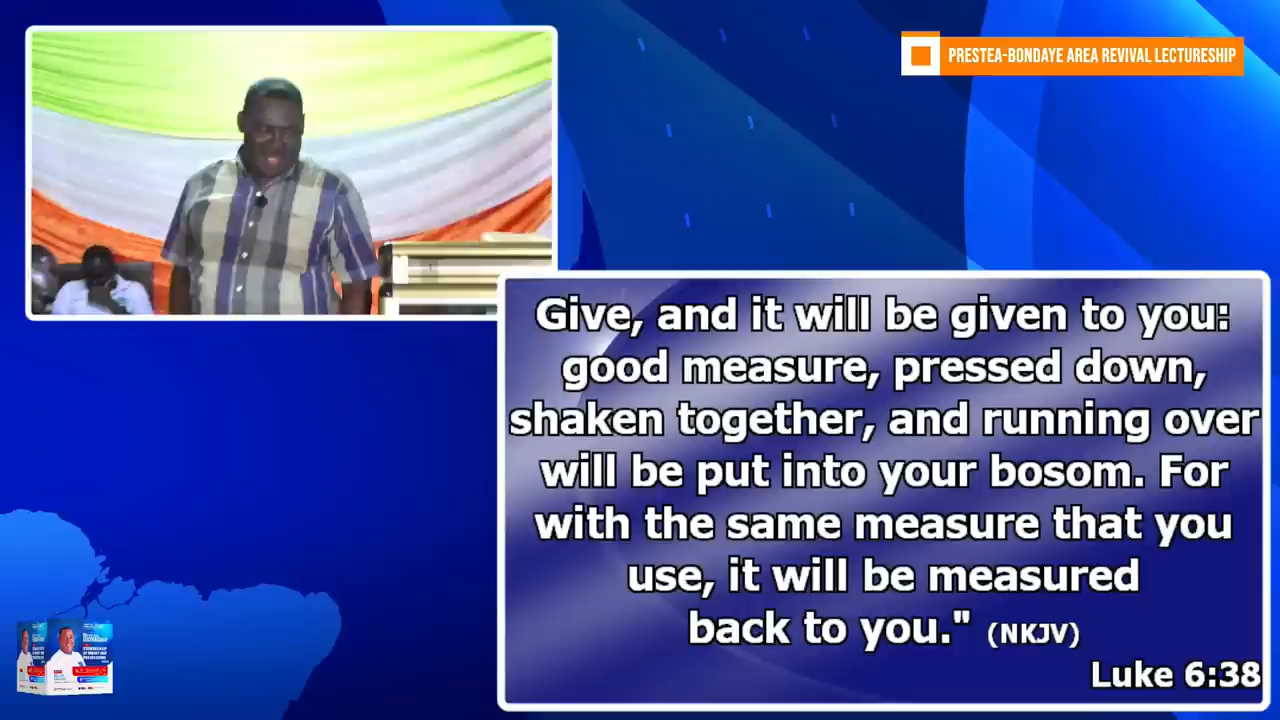 PRESTEA-BONDAYE AREA REVIVAL LECTURESHIP
Give, and it will be given to you:
good measure, pressed down,
shaken together, and running over
will be put into your bosom. For
with the same measure that you
use, it will be measured
back to you." (NKJV)
Luke 6:38